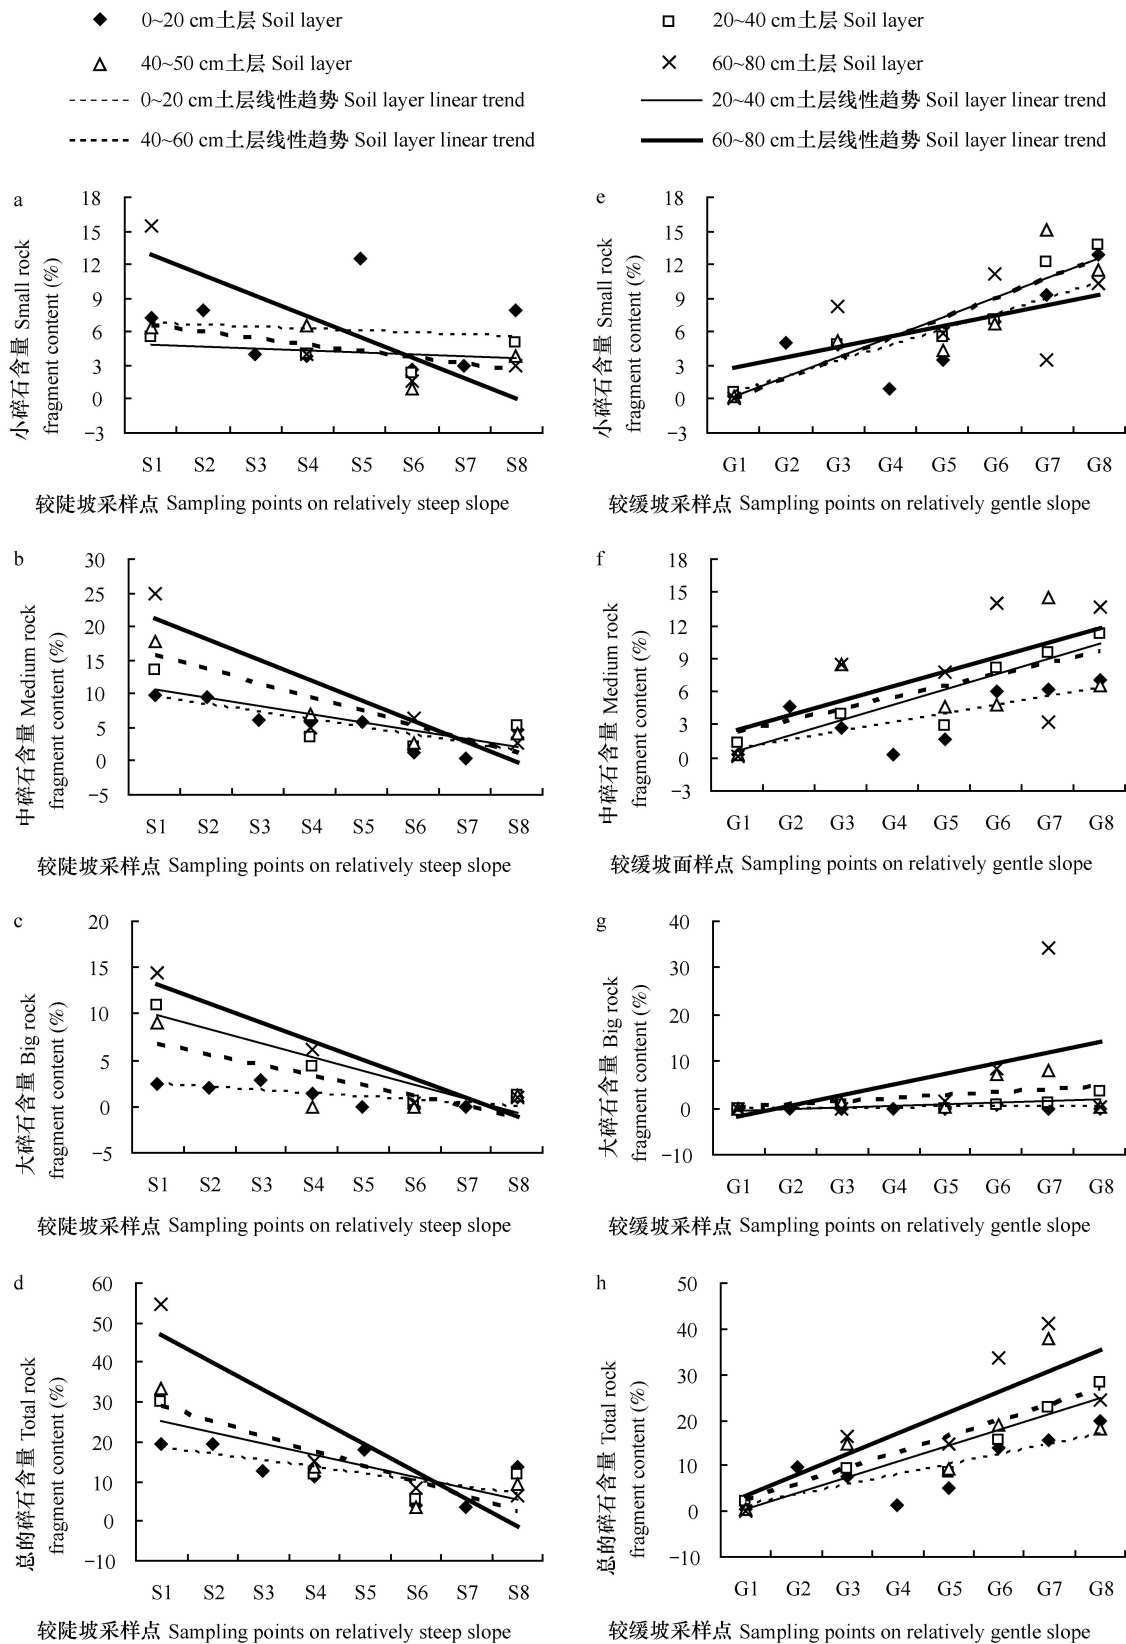 0~20 cm土层 Soil layer
20~40 cm土层 Soil layer
40~50 cm土层 Soil layer
60~80 cm土层 Soil layer
0~20 cm土层线性趋势 Soil layer linear trend
20~40 cm土层线性趋势 Soil layer linear trend
40~60 cm土层线性趋势 Soil layer linear trend
60~80 cm土层线性趋势 Soil layer linear trend
a
小碎石含量 Small rock
fragment content (%)
18
15
12
9
6
3
0
−3
S1 S2 S3 S4 S5 S6 S7 S8
较陡坡采样点 Sampling points on relatively steep slope
e
小碎石含量 Small rock
fragment content (%)
18
15
12
9
6
3
0
−3
G1 G2 G3 G4 G5 G6 G7 G8
较缓坡采样点 Sampling points on relatively gentle slope
b
中碎石含量 Medium rock
fragment content (%)
30
25
20
15
10
5
0
−5
S1 S2 S3 S4 S5 S6 S7 S8
较陡坡采样点 Sampling points on relatively steep slope
f
中碎石含量 Medium rock
fragment content (%)
18
15
12
9
6
3
0
−3
G1 G2 G3 G4 G5 G6 G7 G8
较缓坡面样点 Sampling points on relatively gentle slope
c
大碎石含量 Big rock
fragment content (%)
20
15
10
5
0
−5
S1 S2 S3 S4 S5 S6 S7 S8
较陡坡采样点 Sampling points on relatively steep slope
g
大碎石含量 Big rock
fragment content (%)
40
30
20
10
0
−10
G1 G2 G3 G4 G5 G6 G7 G8
较缓坡采样点 Sampling points on relatively gentle slope
d
总的碎石含量 Total rock
fragment content (%)
60
50
40
30
20
10
0
−10
S1 S2 S3 S4 S5 S6 S7 S8
较陡坡采样点 Sampling points on relatively steep slope
h
总的碎石含量 Total rock
fragment content (%)
50
40
30
20
10
0
−10
G1 G2 G3 G4 G5 G6 G7 G8
较缓坡采样点 Sampling points on relatively gentle slope